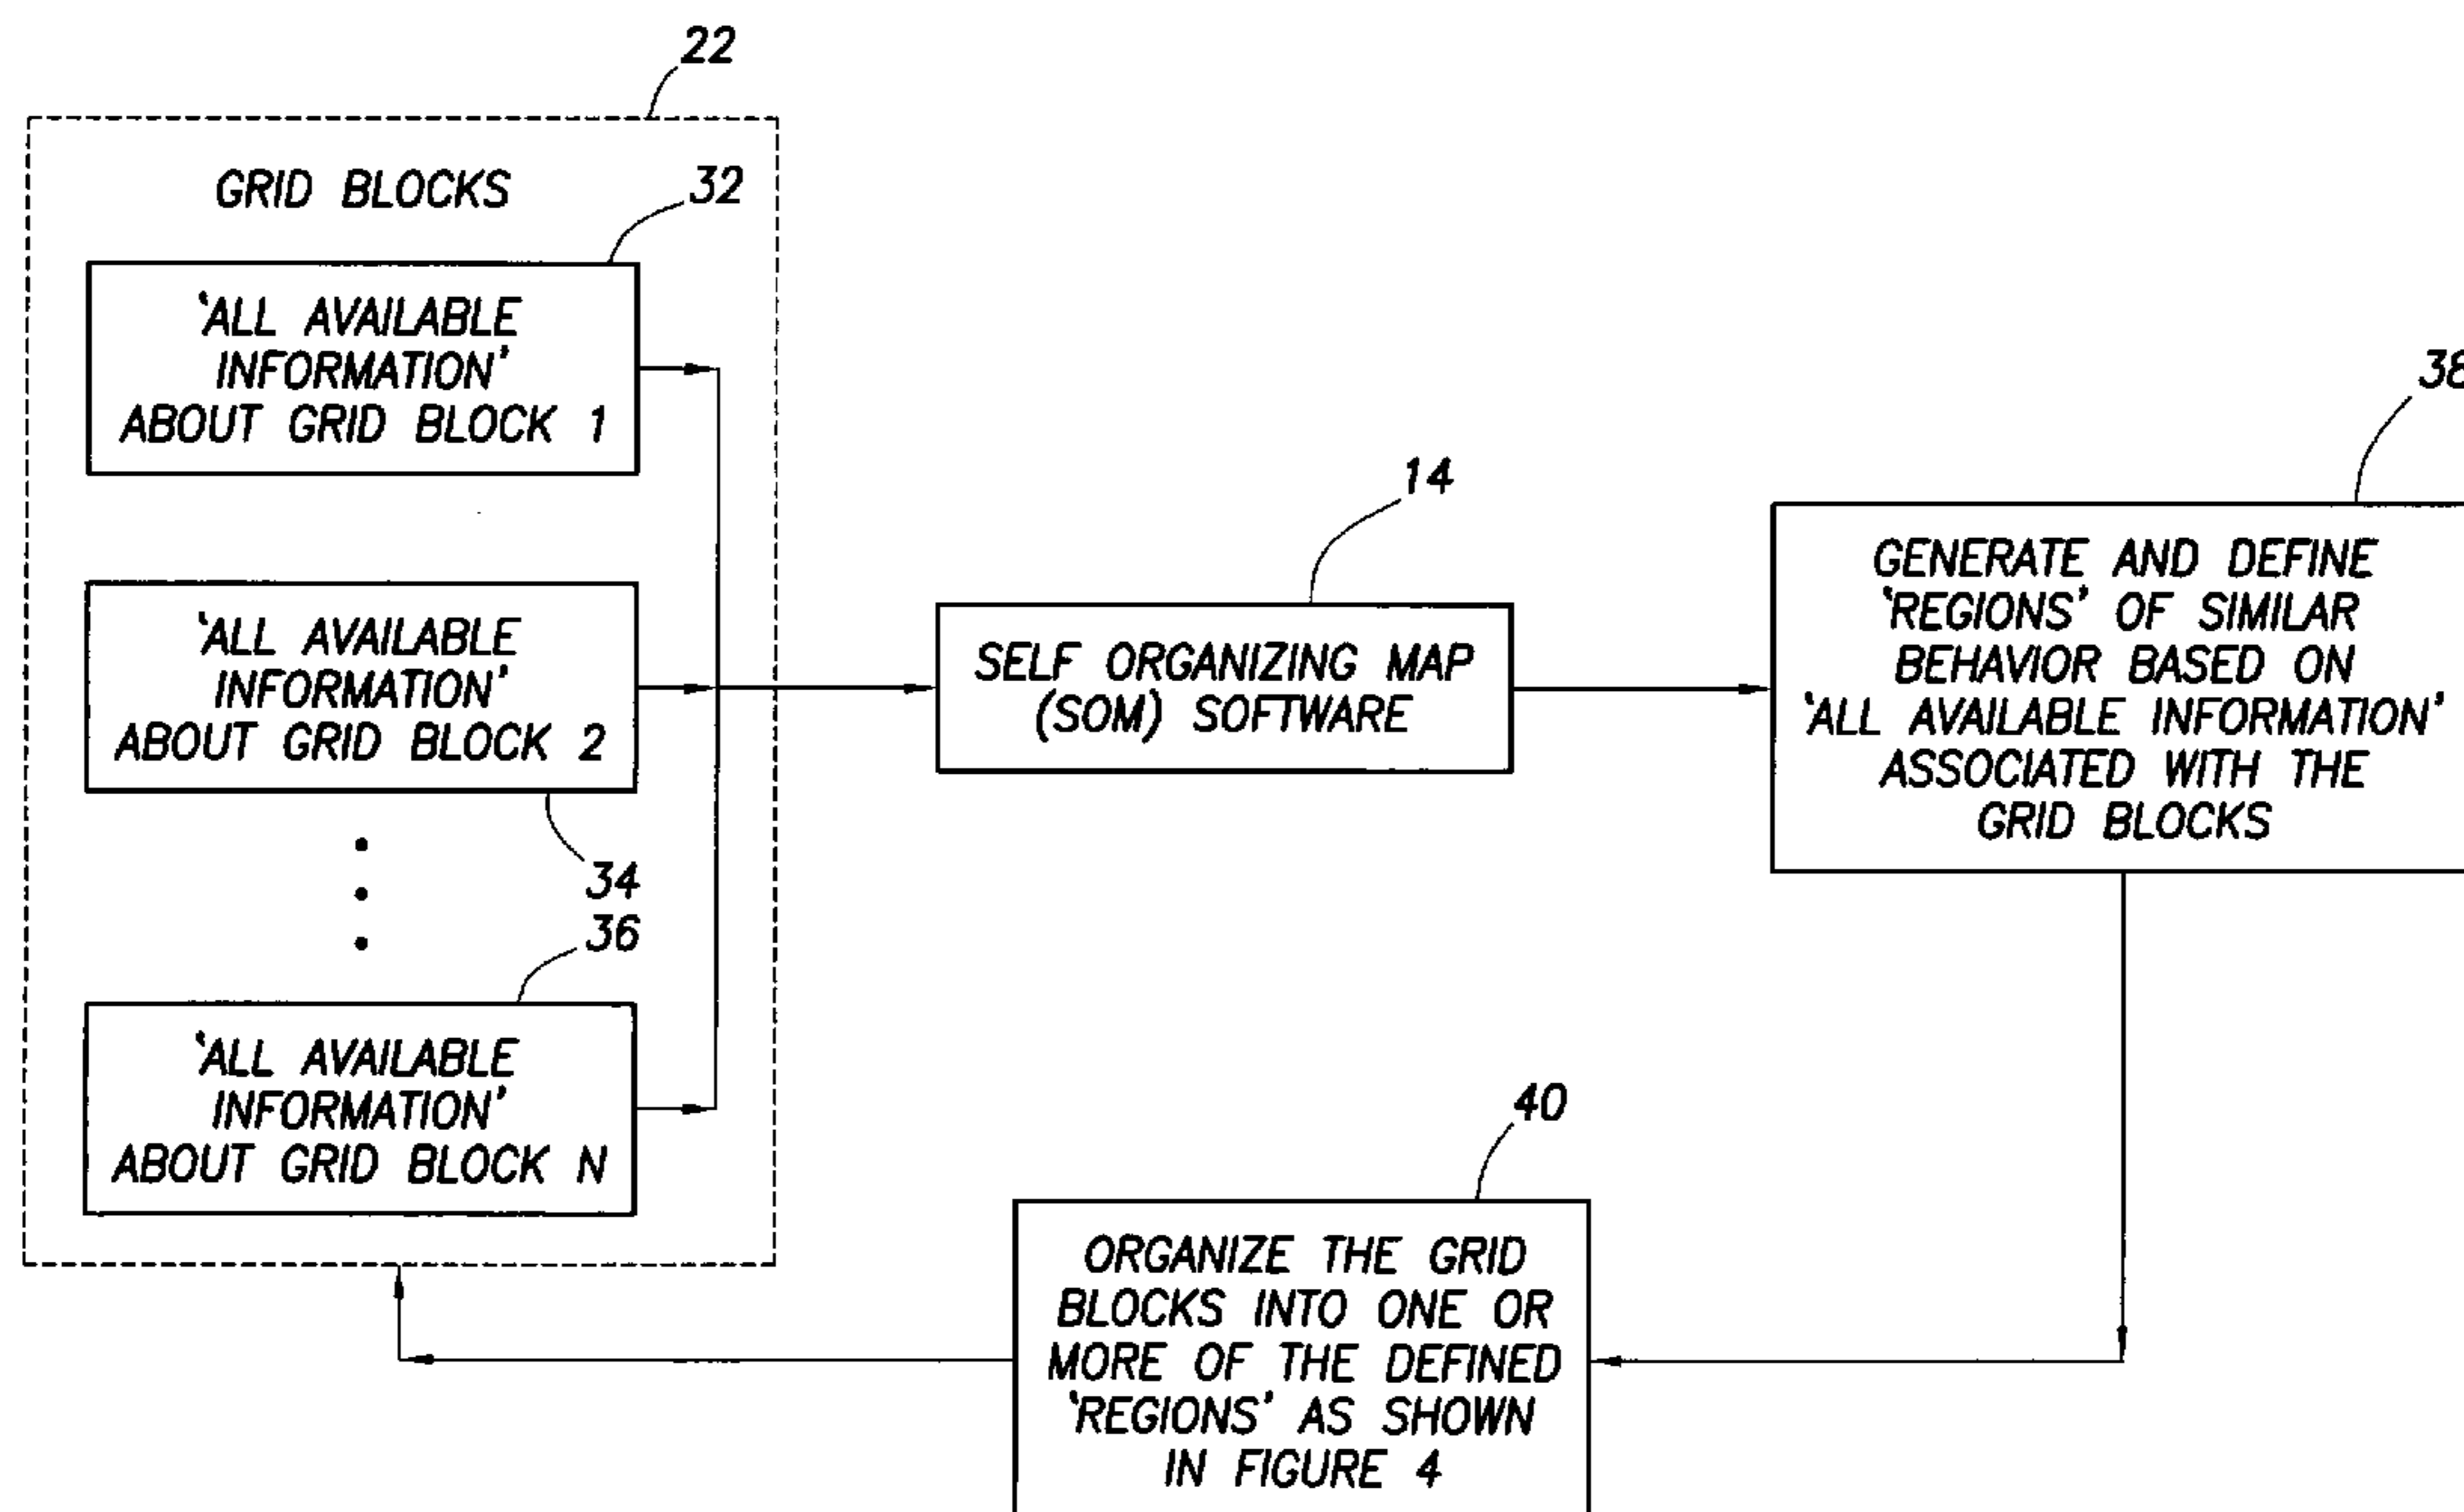 22
GRID BLOCKS
32
'ALL AVAILABLE
INFORMATION'
ABOUT GRID BLOCK 1
'ALL AVAILABLE
INFORMATION'
ABOUT GRID BLOCK 2
34
36
'ALL AVAILABLE
INFORMATION'
ABOUT GRID BLOCK N
14
SELF ORGANIZING MAP
(SOM) SOFTWARE
38
GENERATE AND DEFINE
'REGIONS' OF SIMILAR
BEHAVIOR BASED ON
'ALL AVAILABLE INFORMATION'
ASSOCIATED WITH THE
GRID BLOCKS
40
ORGANIZE THE GRID
BLOCKS INTO ONE OR
MORE OF THE DEFINED
'REGIONS' AS SHOWN
IN FIGURE 4